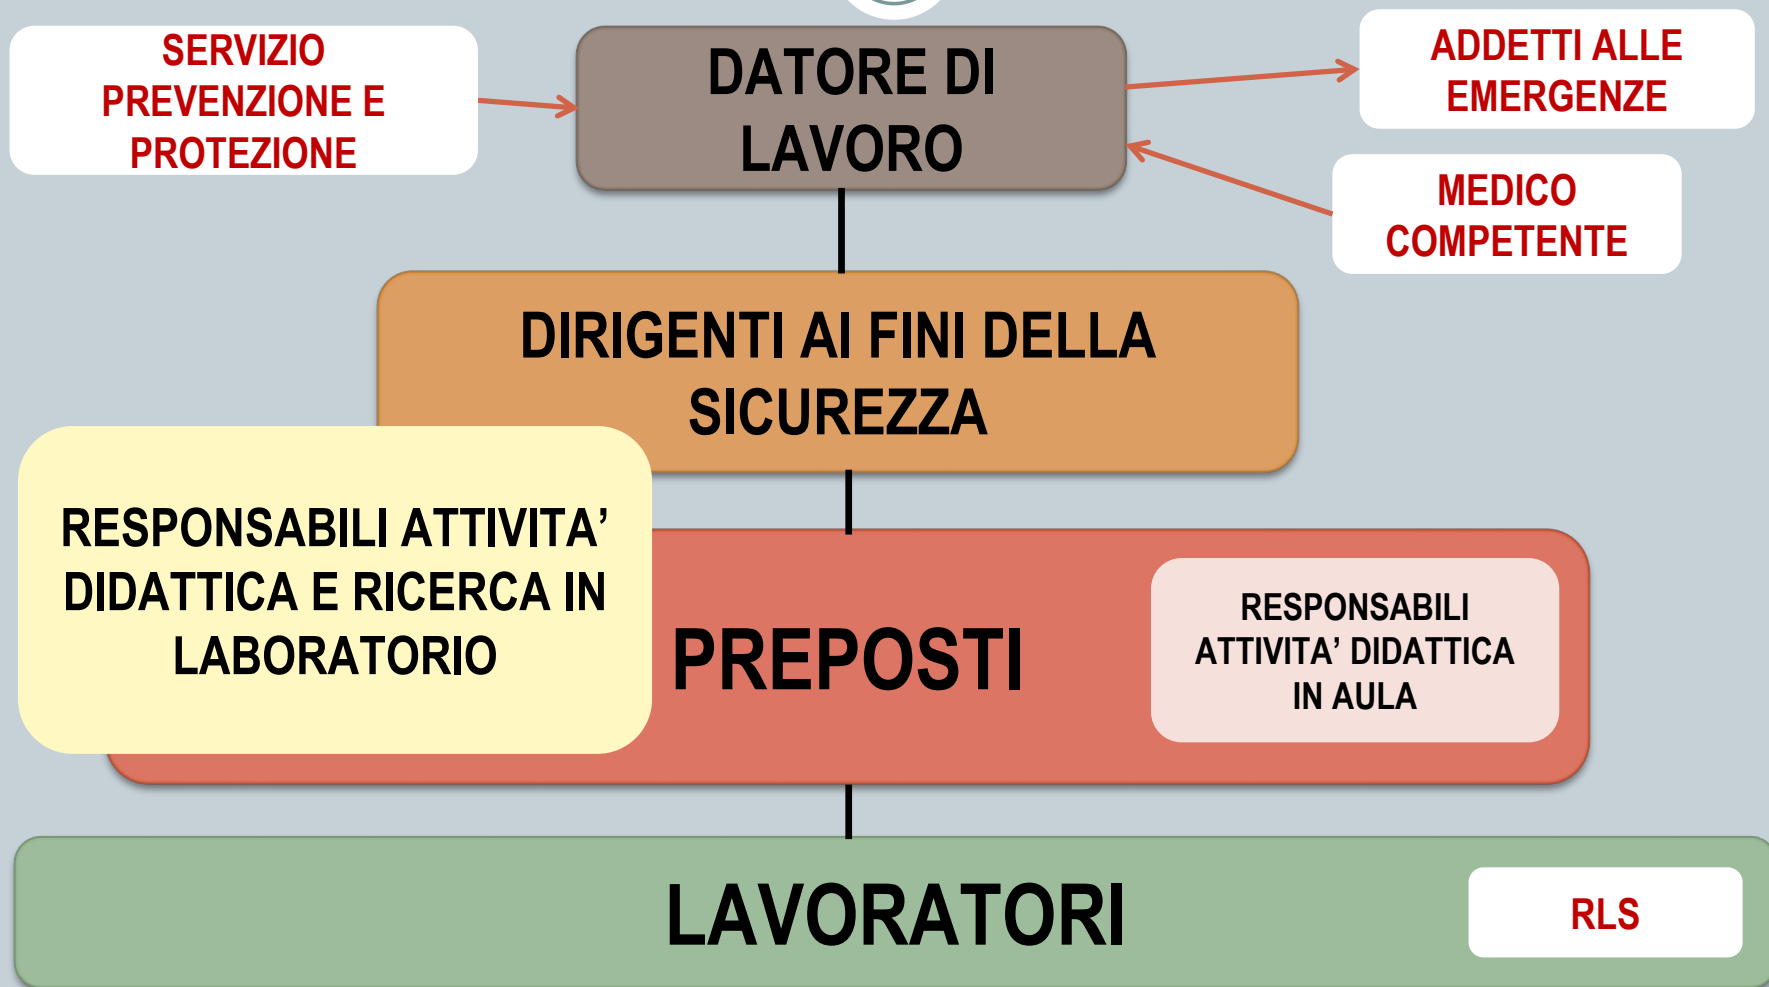 SERVIZIO
PREVENZIONE E
PROTEZIONE
DATORE DI
LAVORO
ADDETTI ALLE
EMERGENZE
MEDICO
COMPETENTE
DIRIGENTI AI FINI DELLA
SICUREZZA
RESPONSABILI ATTIVITA’
DIDATTICA E RICERCA IN
LABORATORIO
PREPOSTI
RESPONSABILI
ATTIVITA’ DIDATTICA
IN AULA
LAVORATORI
RLS